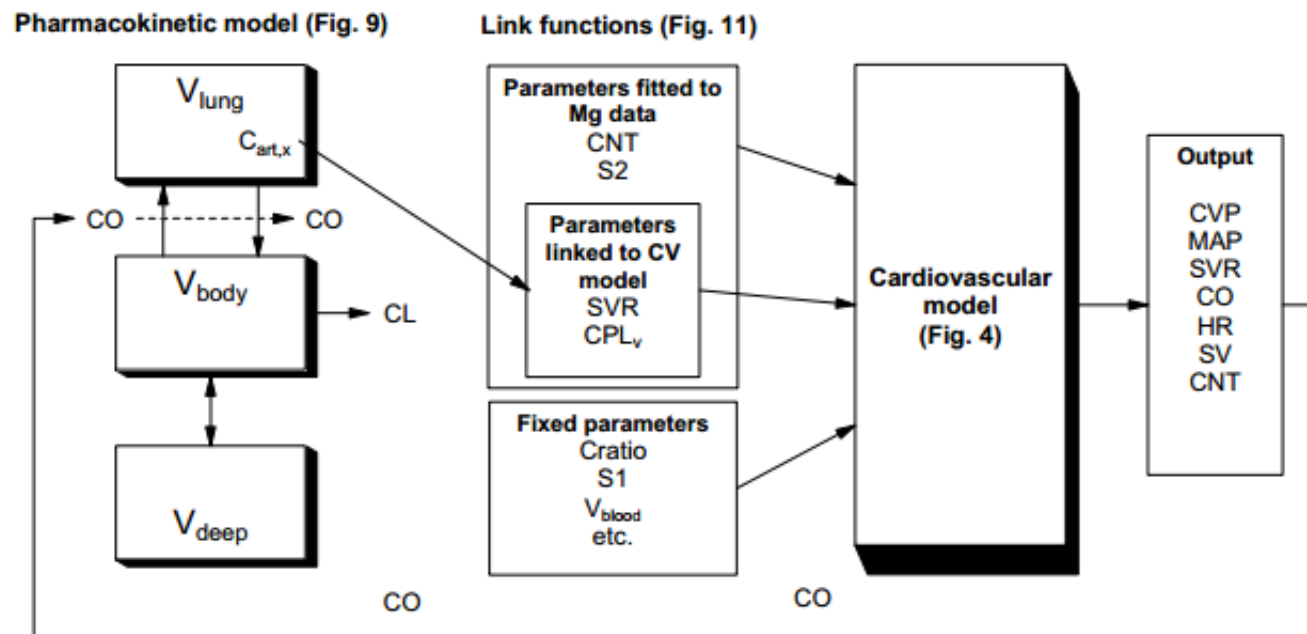 Pharmacokinetic model (Fig. 9)
Link functions (Fig. 11)
V_lung
C_art,x
CO
CO
V_body
CL
V_deep
Parameters fitted to
Mg data
CNT
S2
Parameters
linked to CV
model
SVR
CPL_v
Fixed parameters
Cratio
S1
V_blood
etc.
Cardiovascular
model
(Fig. 4)
Output
CVP
MAP
SVR
CO
HR
SV
CNT
CO
CO